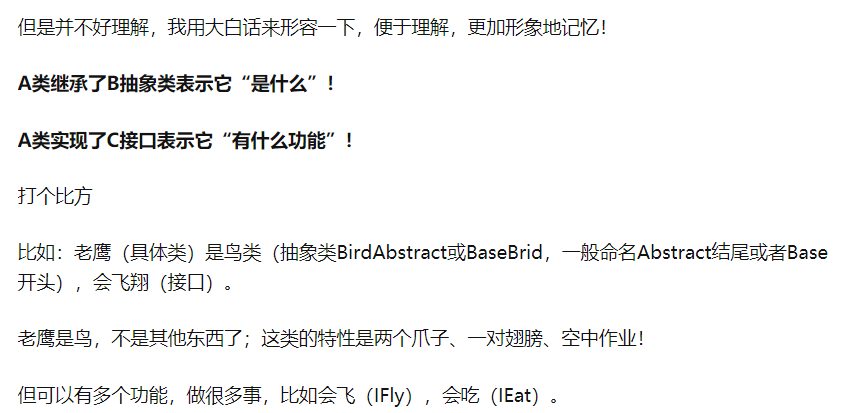 但是并不好理解，我用大白话来形容一下，便于理解，更加形象地记忆！
A类继承了B抽象类表示它“是什么”！
A类实现了C接口表示它“有什么功能”！
打个比方
比如：老鹰（具体类）是鸟类（抽象类BirdAbstract或BaseBrid，一般命名Abstract结尾或者Base
开头），会飞翔（接口）。
老鹰是鸟，不是其他东西了；这类的特性是两个爪子、一对翅膀、空中作业！
但可以有多个功能，做很多事，比如会飞（IFly），会吃（IEat）。